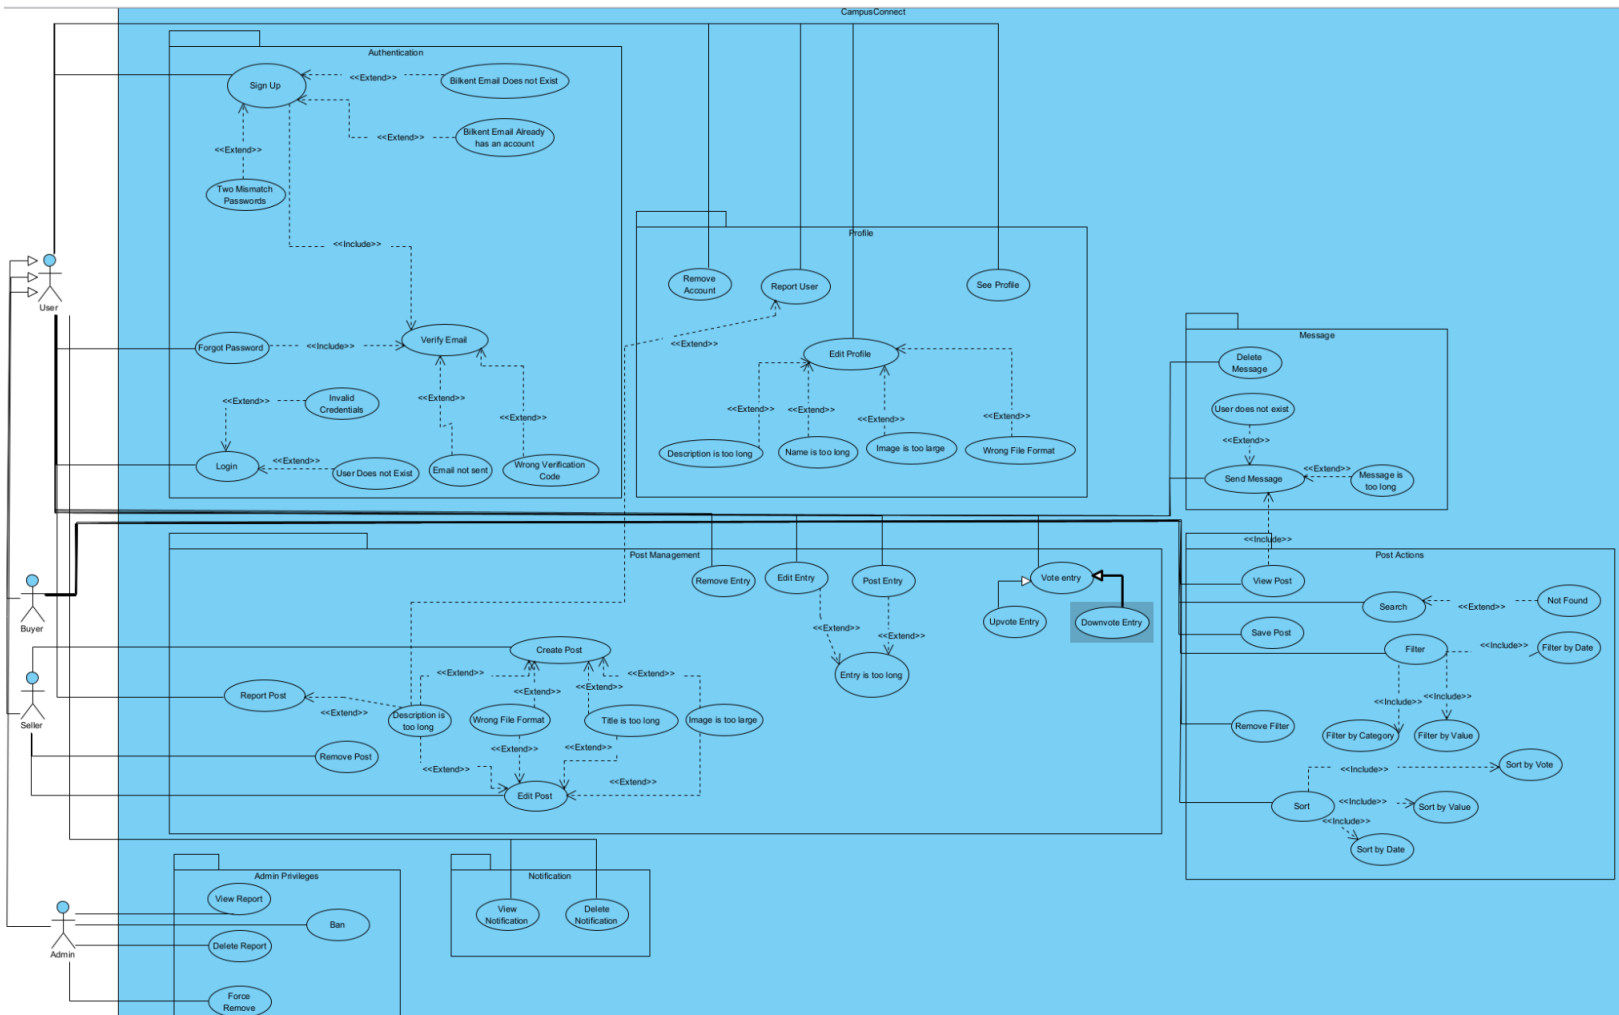 CampusConnect
Authentication
Sign Up
<<Extend>>
Bilkent Email Does not Exist
<<Extend>>
Bilkent Email Already
has an account
<<Extend>>
Two Mismatch
Passwords
<<Include>>
Forgot Password
<<Include>>
Verify Email
<<Extend>>
Invalid
Credentials
<<Extend>>
<<Extend>>
Login
<<Extend>>
User Does not Exist
Email not sent
Wrong Verification
Code
Profile
Remove
Account
Report User
See Profile
<<Extend>>
Edit Profile
<<Extend>>
<<Extend>>
<<Extend>>
<<Extend>>
Description is too long
Name is too long
Image is too large
Wrong File Format
Message
Delete
Message
User does not exist
<<Extend>>
Send Message
<<Extend>>
Message is
too long
<<Include>>
User
Buyer
Seller
Admin
Post Management
Remove Entry
Edit Entry
Post Entry
Vote entry
Upvote Entry
Downvote Entry
<<Extend>>
<<Extend>>
Entry is too long
Create Post
<<Extend>>
<<Extend>>
<<Extend>>
<<Extend>>
Report Post
<<Extend>>
Description is
too long
Wrong File Format
Title is too long
Image is too large
Remove Post
<<Extend>>
<<Extend>>
<<Extend>>
<<Extend>>
Edit Post
Post Actions
View Post
Search
<<Extend>>
Not Found
Save Post
Filter
<<Include>>
Filter by Date
<<Include>>
<<Include>>
Remove Filter
Filter by Category
Filter by Value
<<Include>>
Sort by Vote
Sort
<<Include>>
Sort by Value
<<Include>>
Sort by Date
Admin Privileges
View Report
Ban
Delete Report
Force
Remove
Notification
View
Notification
Delete
Notification